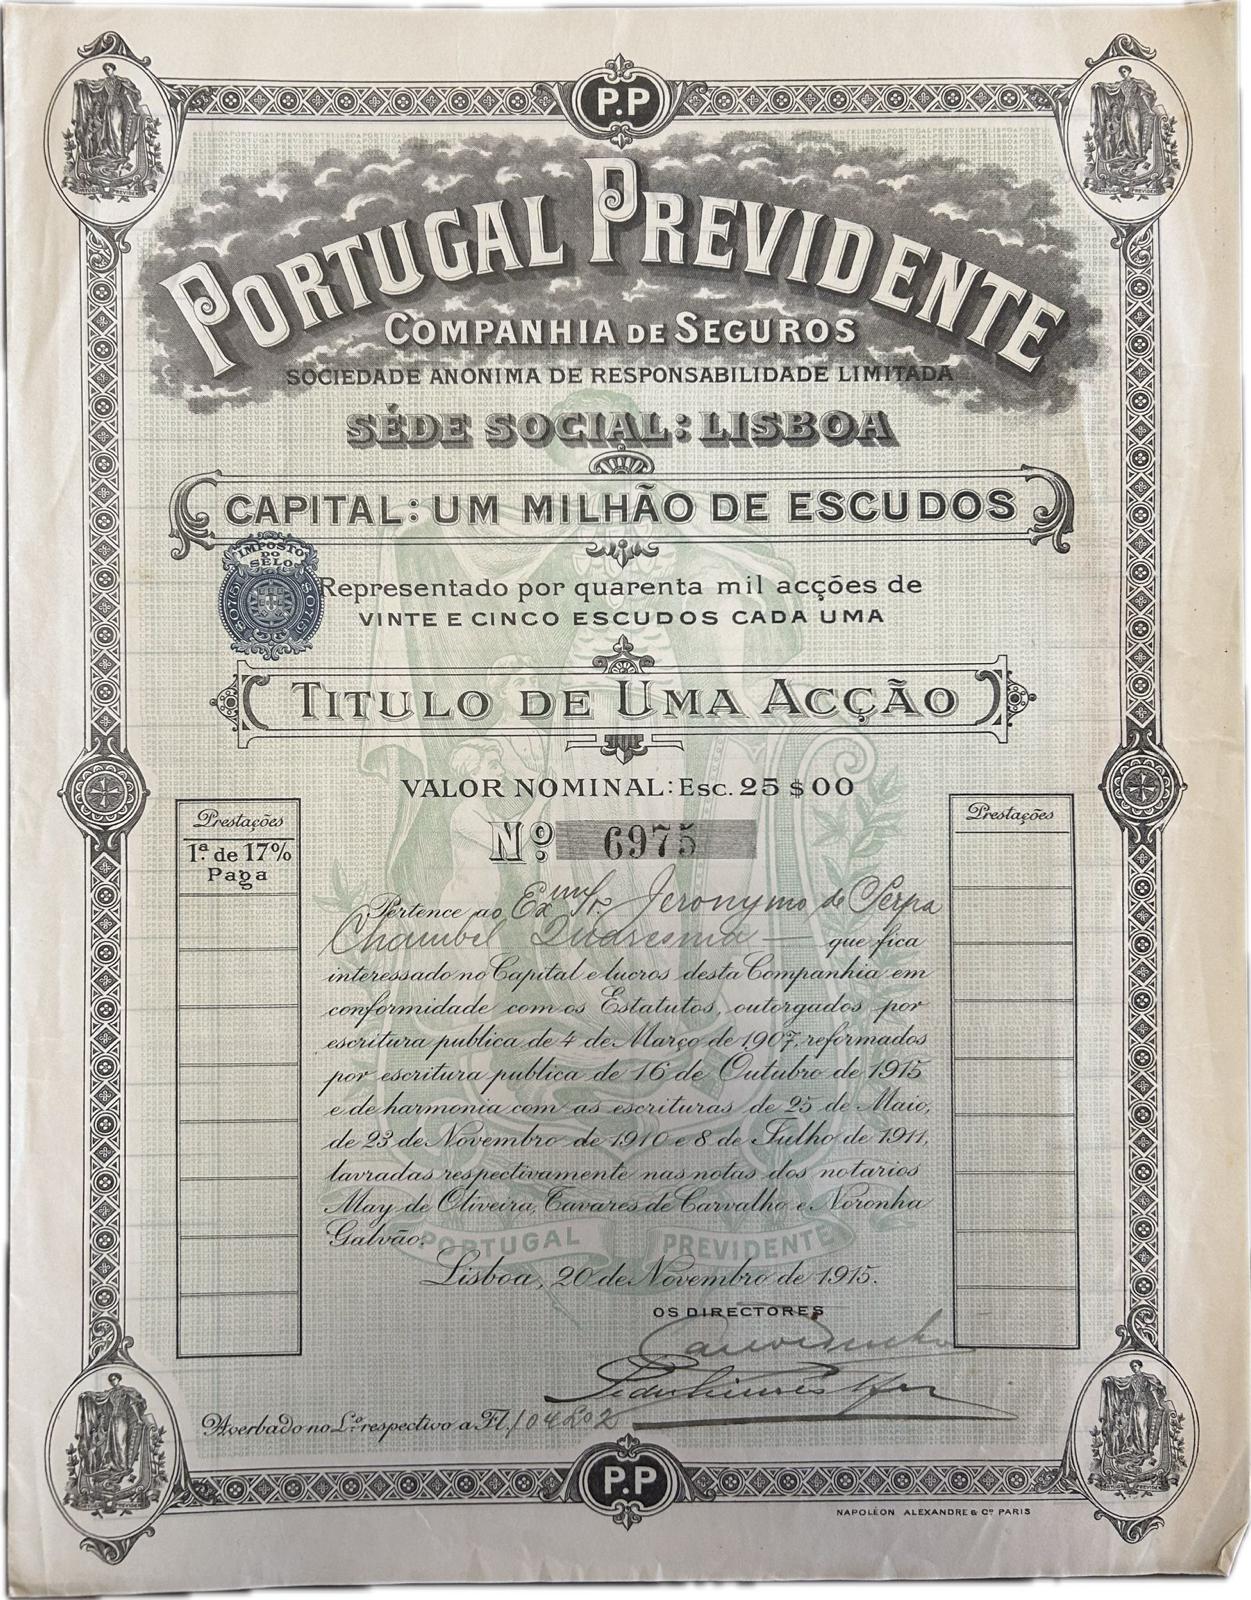 P.P
PORTUGAL PREVIDENTE
COMPANHIA DE SEGUROS
SOCIEDADE ANONIMA DE RESPONSABILIDADE LIMITADA
SÉDE SOCIAL: LISBOA
CAPITAL: UM MILHÃO DE ESCUDOS
IMPOSTO
DO
SELO
Representado por quarenta mil acções de
VINTE E CINCO ESCUDOS CADA UMA
TITULO DE UMA ACÇÃO
VALOR NOMINAL: Esc. 25$00
Nº. 6975
Prestações
1ª. de 17%
Paga
Prestações
Pertence ao Exmo Sr. Jeronymo de Serpa
Chambel Quaresma — que fica
interessado no Capital e lucros desta Companhia em
conformidade com os Estatutos, outorgados por
escritura publica de 4 de Março de 1907, reformados
por escritura publica de 16 de Outubro de 1915
e de harmonia com as escrituras de 25 de Maio,
de 23 de Novembro de 1910 e 8 de Julho de 1911,
lavradas respectivamente nas notas dos notarios
May de Oliveira, Tavares de Carvalho e Noronha
Galvão.
PORTUGAL PREVIDENTE
Lisboa, 20 de Novembro de 1915.
OS DIRECTORES
Averbado no Lº. respectivo a Fl. 104 Lo 2
P.P
NAPOLÉON ALEXANDRE & Cº PARIS